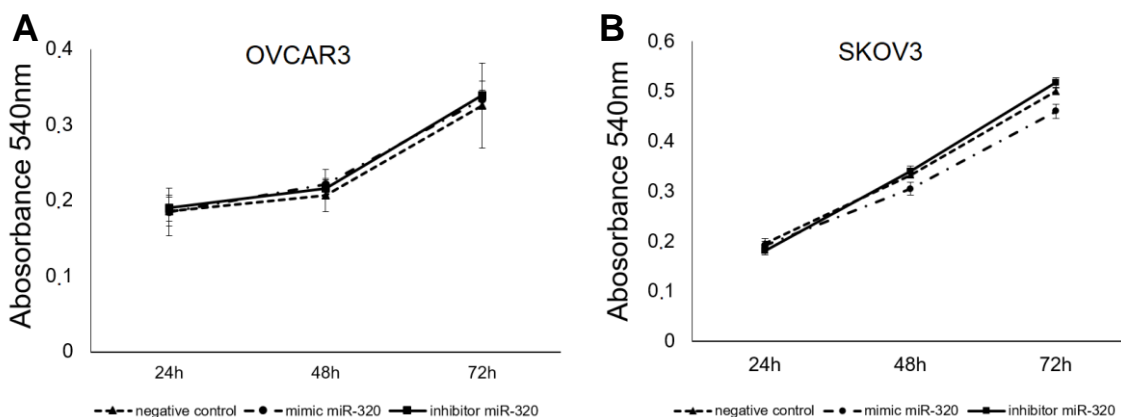 A
OVCAR3
Abosorbance 540nm
0.4
0.3
0.2
0.1
0
24h 48h 72h
negative control mimic miR-320 inhibitor miR-320
B
SKOV3
Abosorbance 540nm
0.6
0.5
0.4
0.3
0.2
0.1
0
24h 48h 72h
negative control mimic miR-320 inhibitor miR-320